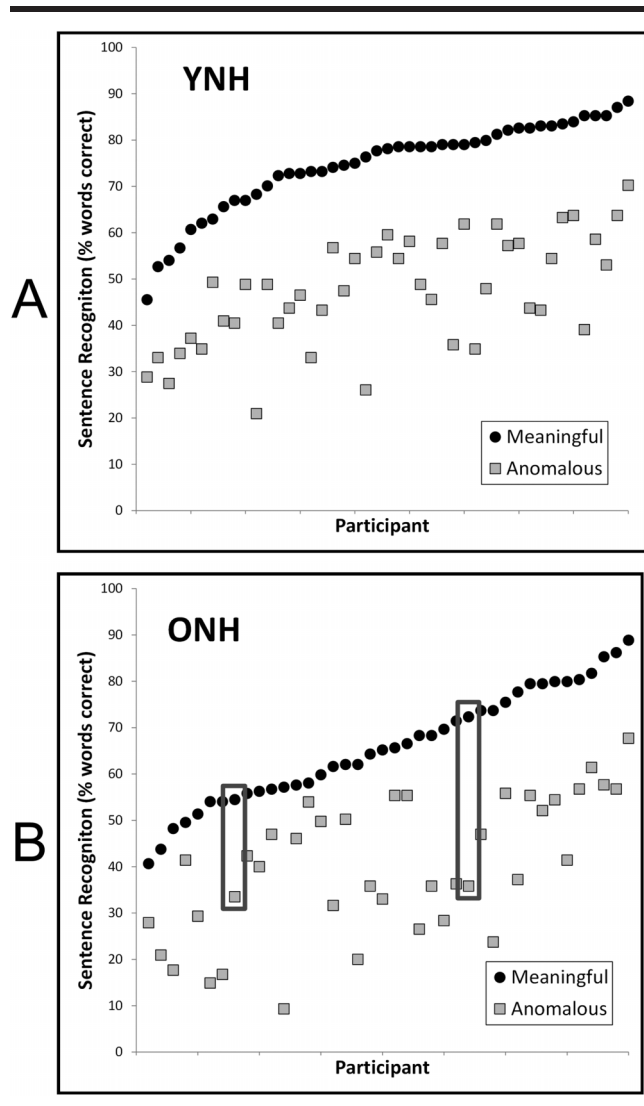 A
YNH
Sentence Recogniton (% words correct)
100
90
80
70
60
50
40
30
20
10
0
Meaningful
Anomalous
Participant
B
ONH
Sentence Recogniton (% words correct)
100
90
80
70
60
50
40
30
20
10
0
Meaningful
Anomalous
Participant